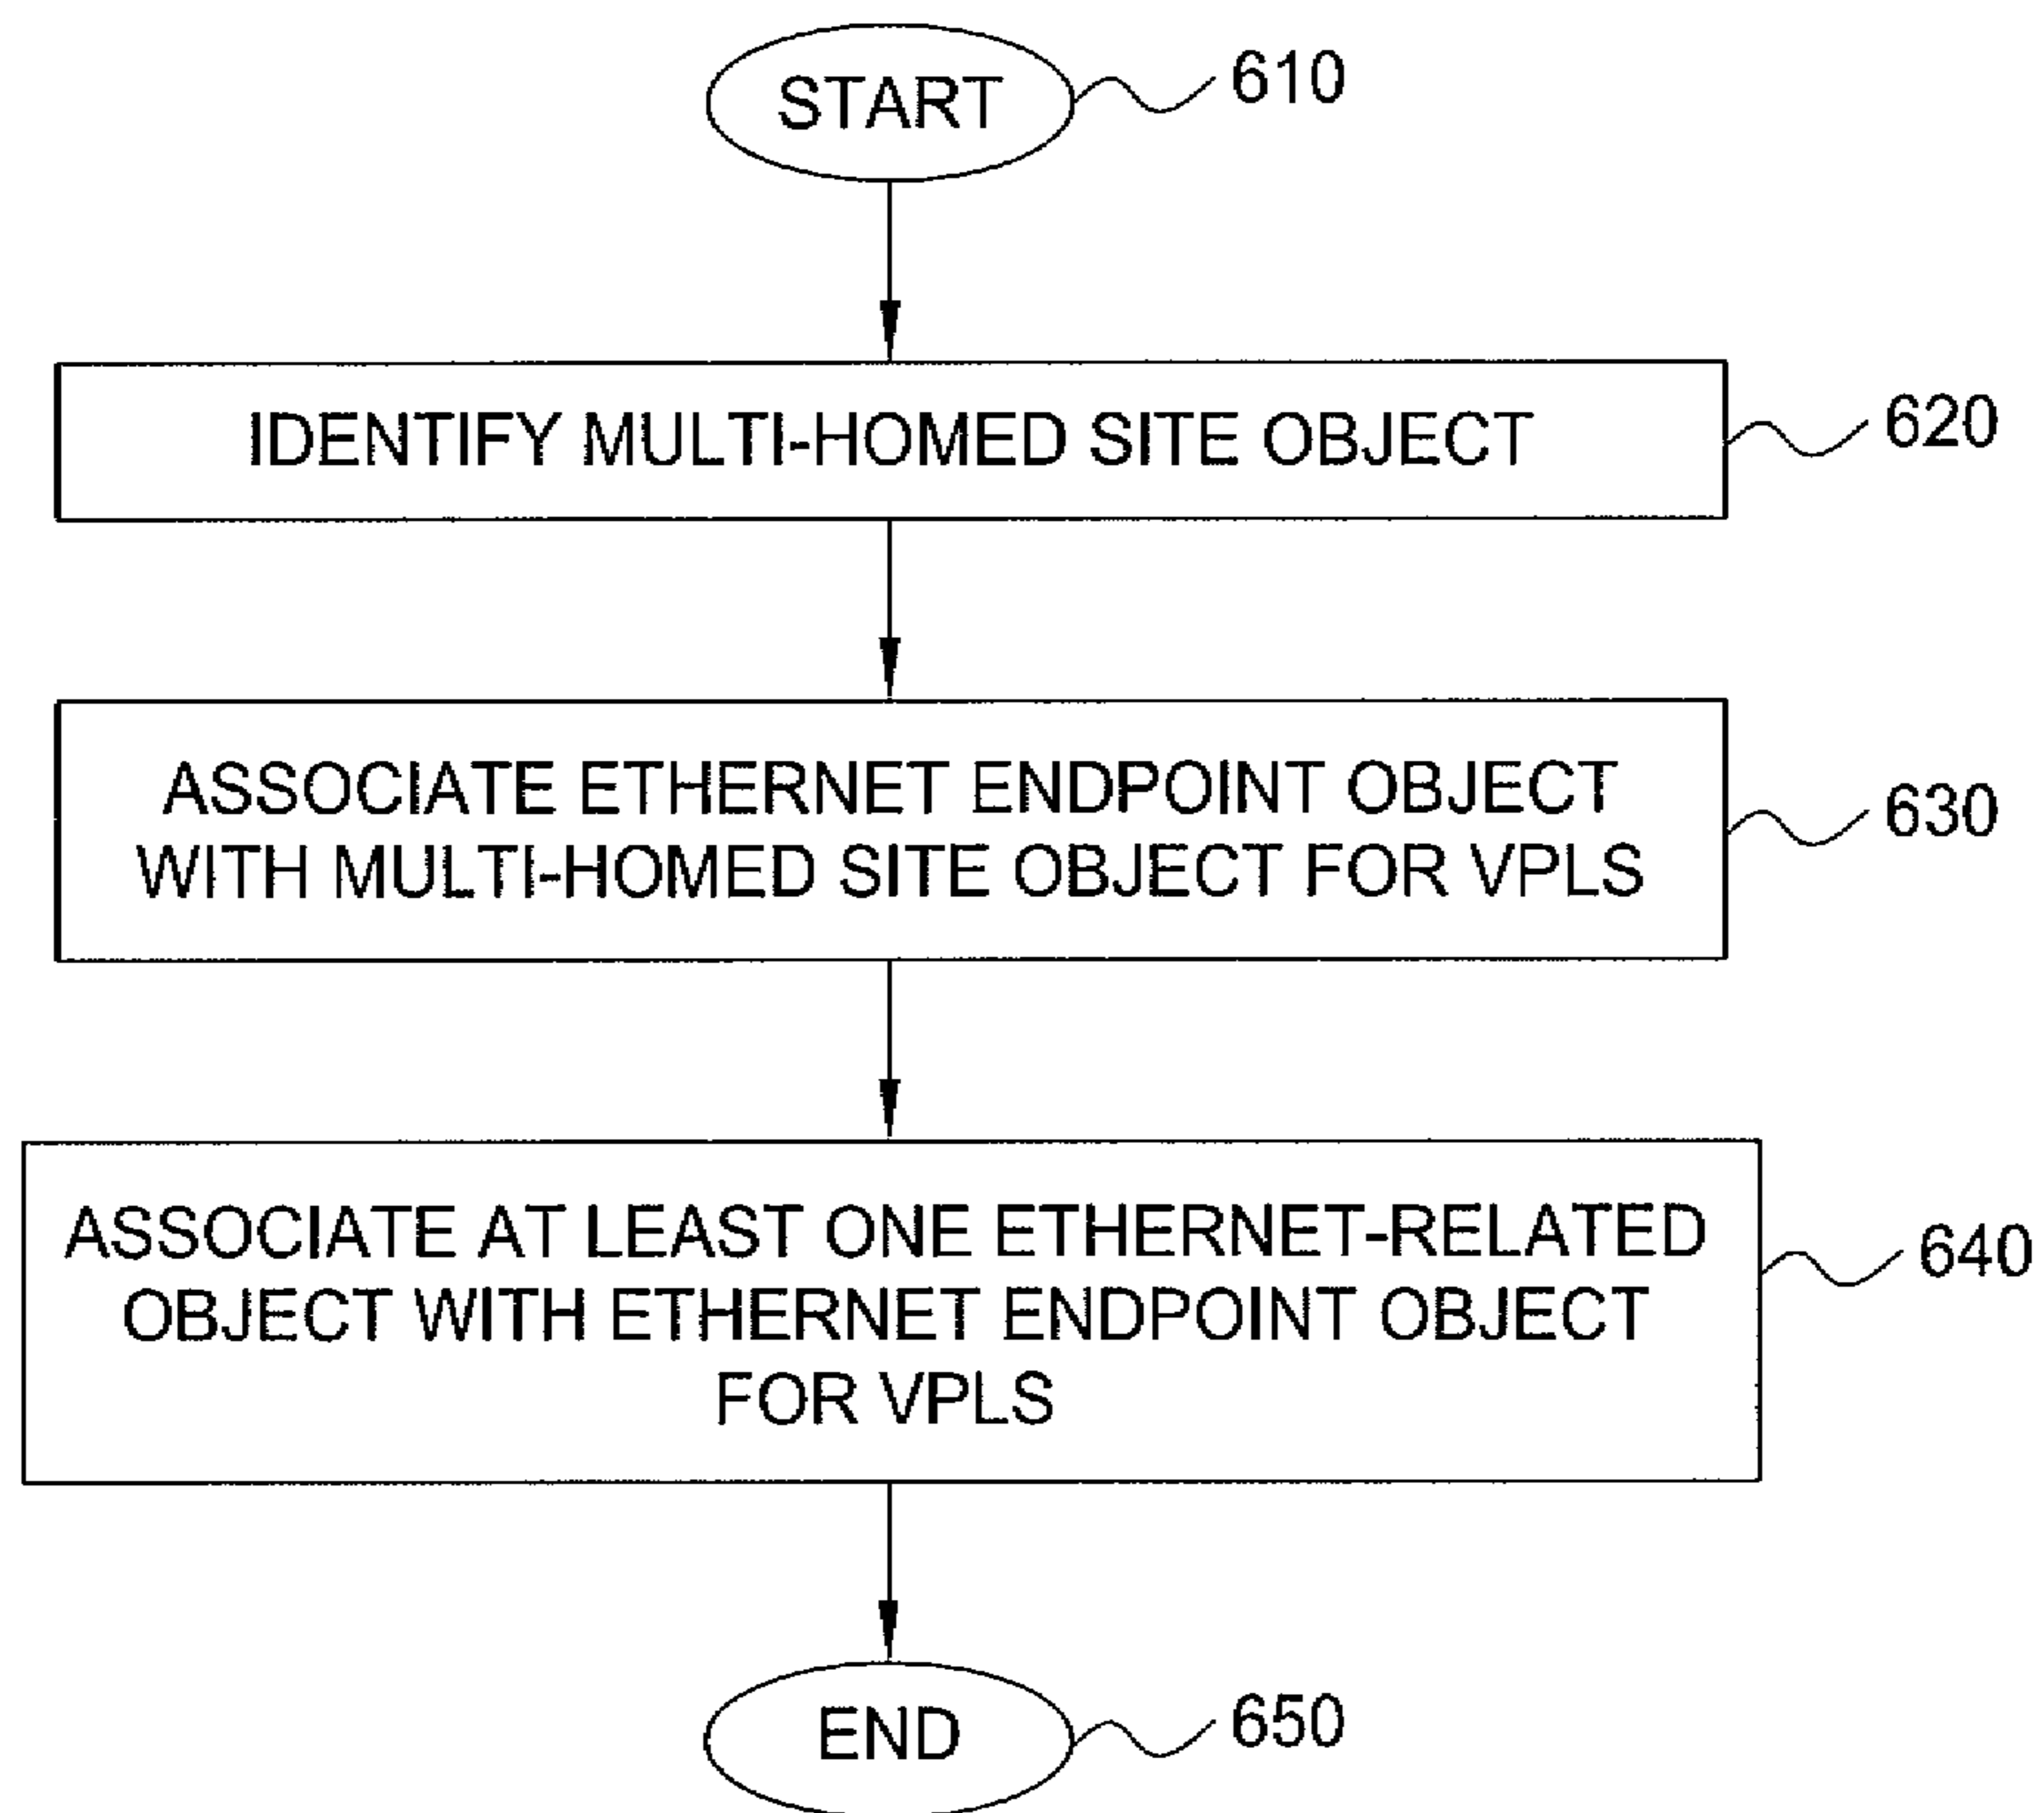 START
610
IDENTIFY MULTI-HOMED SITE OBJECT
620
ASSOCIATE ETHERNET ENDPOINT OBJECT
WITH MULTI-HOMED SITE OBJECT FOR VPLS
630
ASSOCIATE AT LEAST ONE ETHERNET-RELATED
OBJECT WITH ETHERNET ENDPOINT OBJECT
FOR VPLS
640
END
650